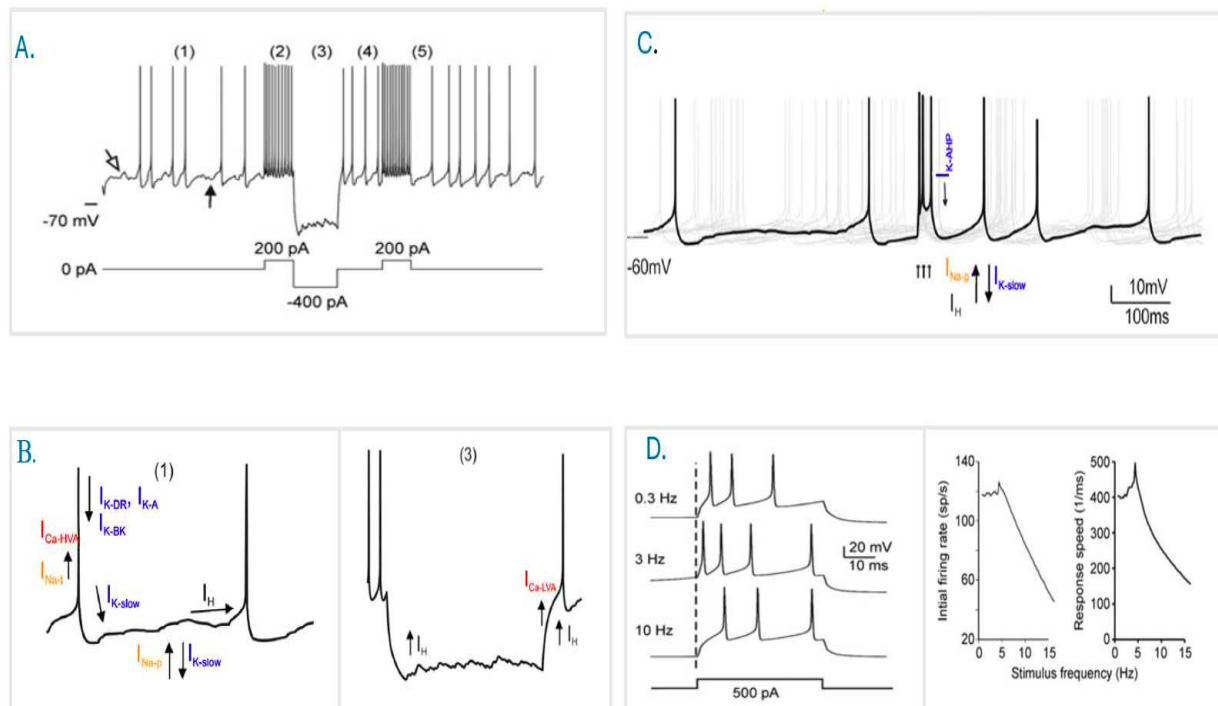 A.
(1) (2) (3) (4) (5)
-70 mV
200 pA 200 pA
0 pA
-400 pA
C.
I K-AHP
-60mV
I Na-p I K-slow
I H
10mV
100ms
B.
(1)
I K-DR, I K-A
I K-BK
I Ca-HVA
I Na-t
I K-slow
I H
I Na-p I K-slow
(3)
I Ca-LVA
I H
I H
D.
0.3 Hz
3 Hz
20 mV
10 ms
10 Hz
500 pA
Intial firing rate (sp/s)
140
100
60
20
0 5 10 15
Response speed (1/ms)
500
400
300
200
100
0
0 5 10 15
Stimulus frequency (Hz)